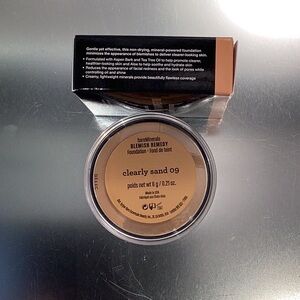 Gentle yet effective, this non-drying, mineral-powered foundation
minimizes the appearance of blemishes to deliver clearer-looking skin.
• Formulated with Aspen Bark and Tea Tree Oil to help promote clearer,
healthier-looking skin and Aloe to help soothe and hydrate skin
• Reduces the appearance of facial redness and the look of pores while
controlling oil and shine
• Creamy, lightweight minerals provide beautifully flawless coverage
bareMinerals
BLEMISH REMEDY
Foundation • Fond de teint
clearly sand 09
poids net wt 6 g / 0.21 oz.
Made in USA